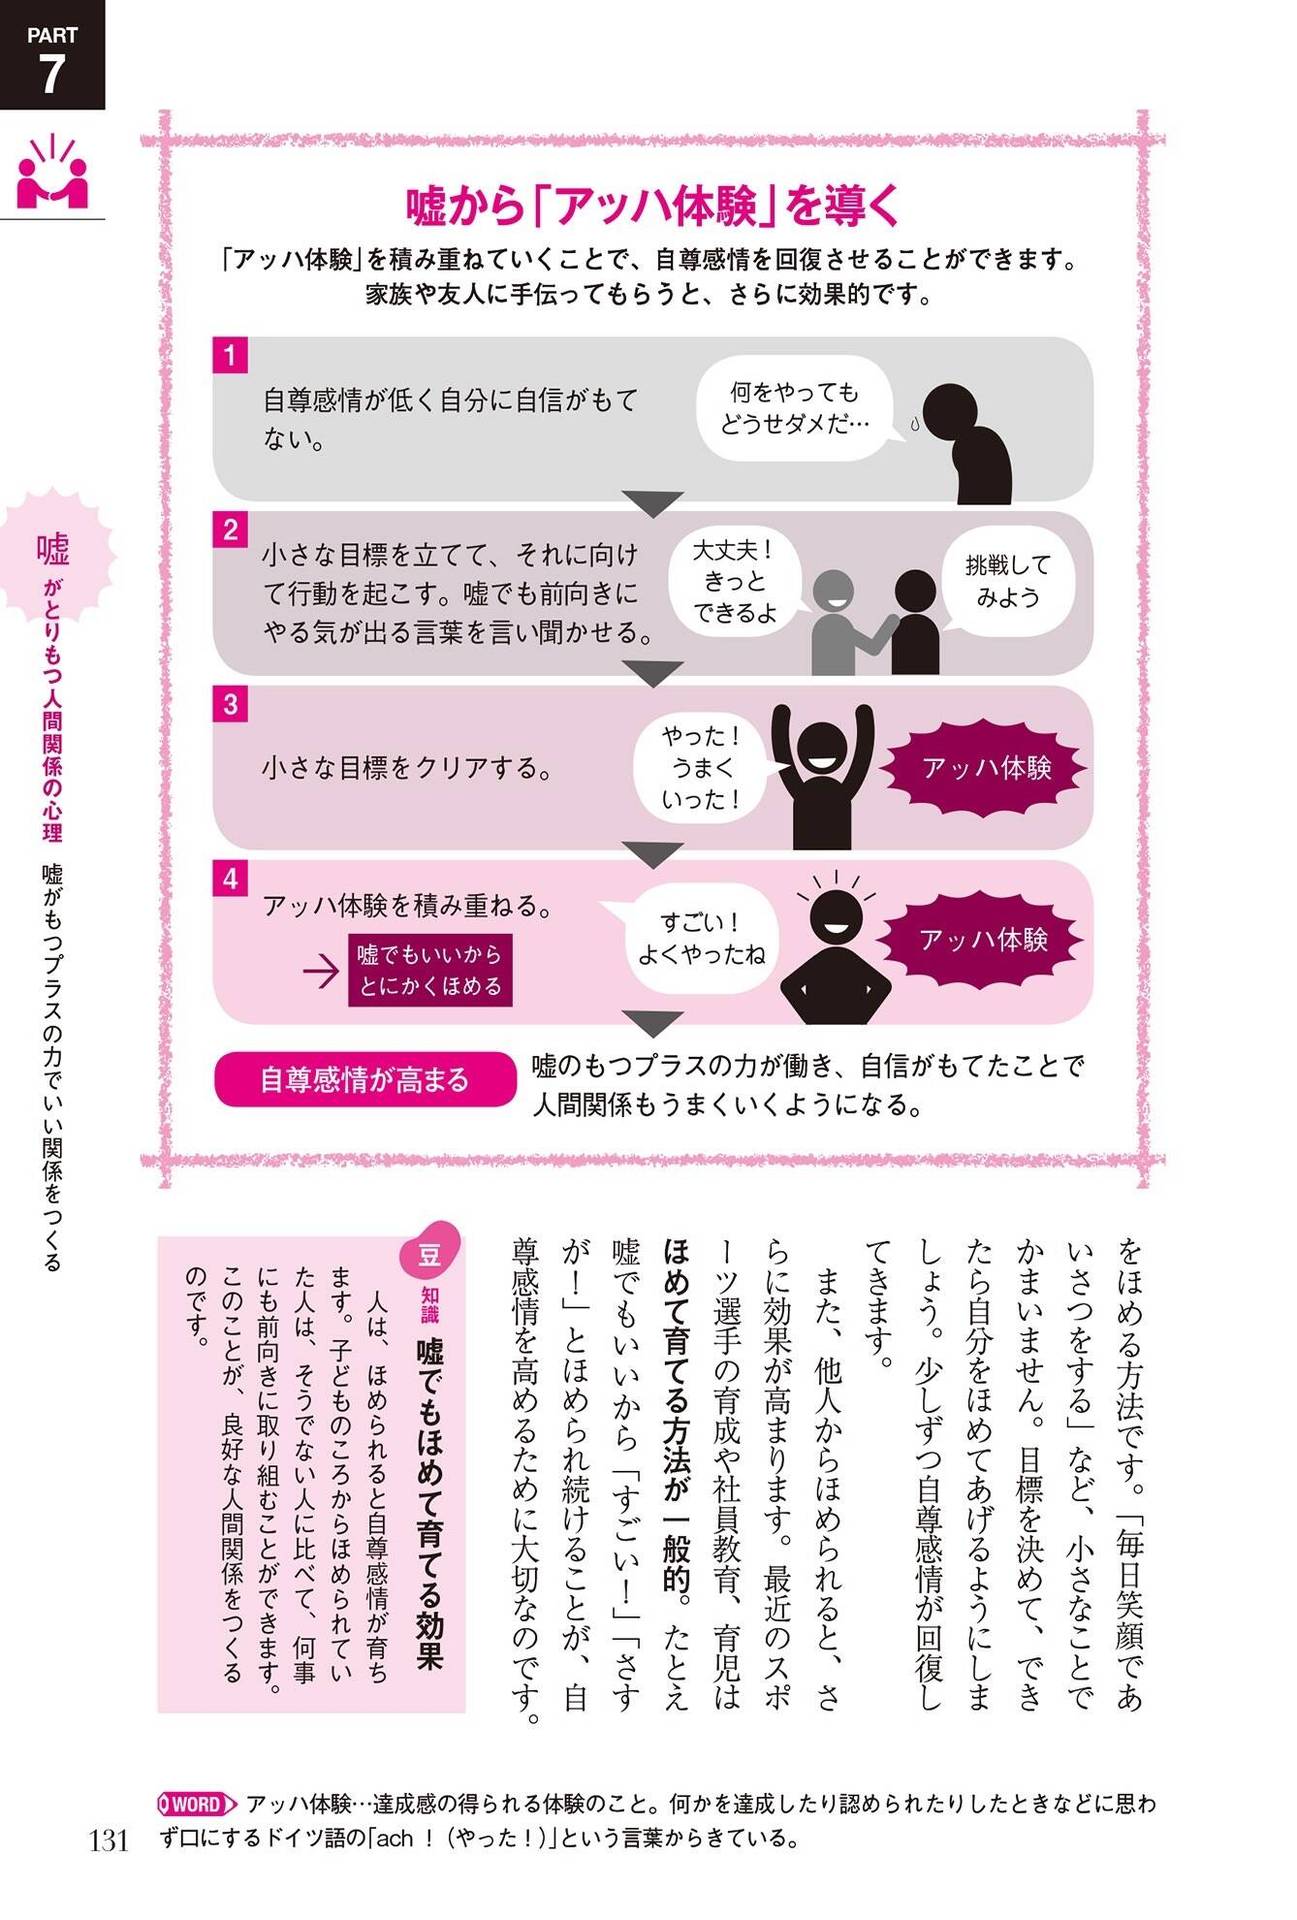 PART
7
嘘から「アッハ体験」を導く
「アッハ体験」を積み重ねていくことで、自尊感情を回復させることができます。
家族や友人に手伝ってもらうと、さらに効果的です。
1
自尊感情が低く自分に自信がもて
ない。
何をやっても
どうせダメだ…
2
小さな目標を立てて、それに向け
て行動を起こす。嘘でも前向きに
やる気が出る言葉を言い聞かせる。
大丈夫！
きっと
できるよ
挑戦して
みよう
3
小さな目標をクリアする。
やった！
うまく
いった！
アッハ体験
4
アッハ体験を積み重ねる。
→嘘でもいいから
とにかくほめる
すごい！
よくやったね
アッハ体験
自尊感情が高まる
嘘のもつプラスの力が働き、自信がもてたことで
人間関係もうまくいくようになる。
嘘がとりもつ人間関係の心理 嘘がもつプラスの力でいい関係をつくる
をほめる方法です。「毎日笑顔であ
いさつをする」など、小さなことで
かまいません。目標を決めて、でき
たら自分をほめてあげるようにしま
しょう。少しずつ自尊感情が回復し
てきます。
また、他人からほめられると、さ
らに効果が高まります。最近のスポ
ーツ選手の育成や社員教育、育児は
ほめて育てる方法が一般的。たとえ
嘘でもいいから「すごい！」「さす
が！」とほめられ続けることが、自
尊感情を高めるために大切なのです。
豆知識 嘘でもほめて育てる効果
人は、ほめられると自尊感情が育ち
ます。子どものころからほめられてい
た人は、そうでない人に比べて、何事
にも前向きに取り組むことができます。
このことが、良好な人間関係をつくる
のです。
WORD アッハ体験…達成感の得られる体験のこと。何かを達成したり認められたりしたときなどに思わ
ず口にするドイツ語の「ach！（やった！）」という言葉からきている。
131